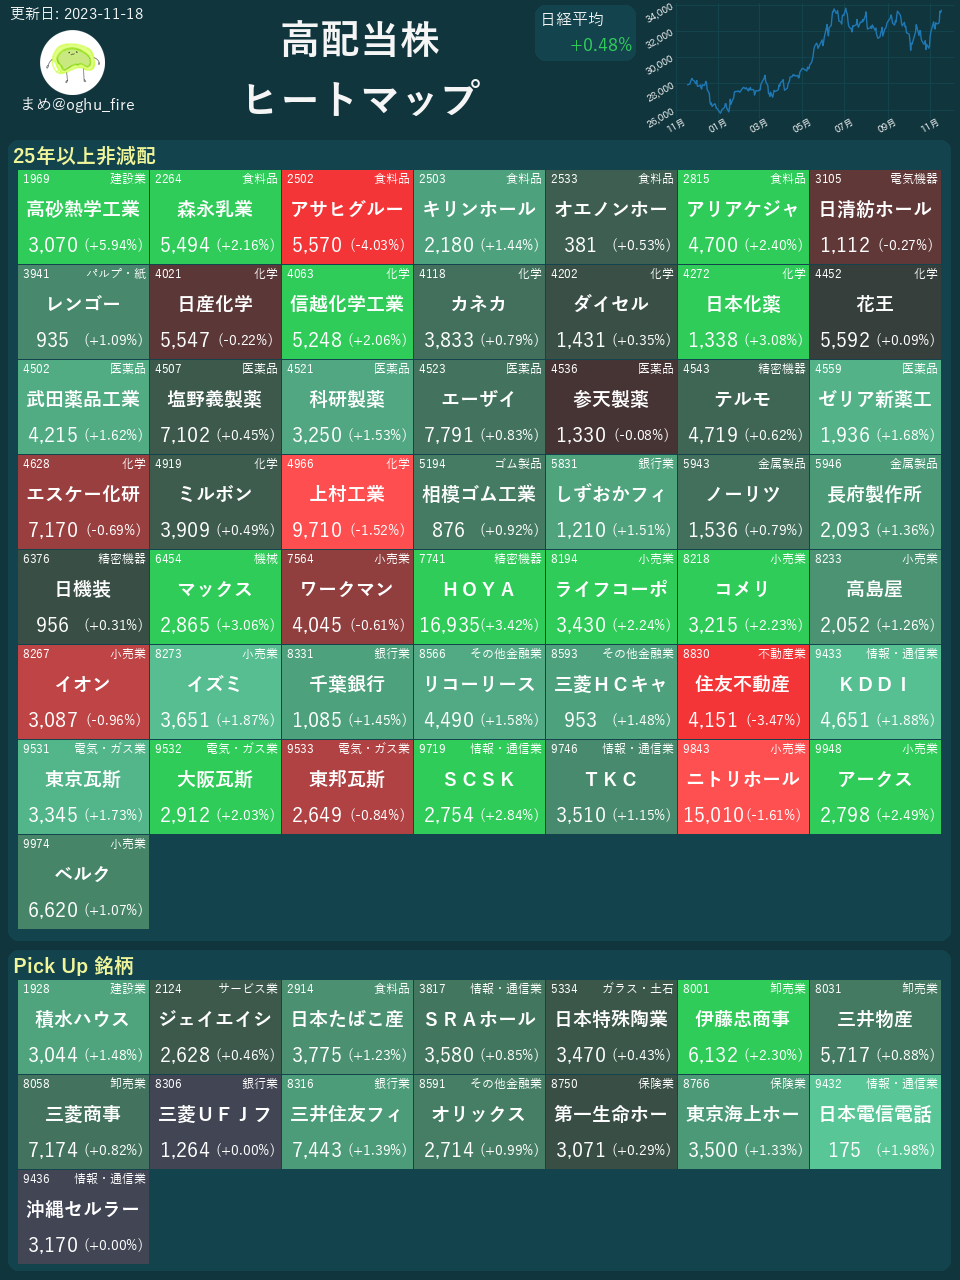 更新日: 2023-11-18
まめ@oghu_fire
高配当株
ヒートマップ
日経平均
+0.48%
34,000
32,000
30,000
28,000
26,000
11月 01月 03月 05月 07月 09月 11月
25年以上非減配
1969 建設業
高砂熱学工業
3,070 (+5.94%)
2264 食料品
森永乳業
5,494 (+2.16%)
2502 食料品
アサヒグルー
5,570 (-4.03%)
2503 食料品
キリンホール
2,180 (+1.44%)
2533 食料品
オエノンホー
381 (+0.53%)
2815 食料品
アリアケジャ
4,700 (+2.40%)
3105 電気機器
日清紡ホール
1,112 (-0.27%)
3941 パルプ・紙
レンゴー
935 (+1.09%)
4021 化学
日産化学
5,547 (-0.22%)
4063 化学
信越化学工業
5,248 (+2.06%)
4118 化学
カネカ
3,833 (+0.79%)
4202 化学
ダイセル
1,431 (+0.35%)
4272 化学
日本化薬
1,338 (+3.08%)
4452 化学
花王
5,592 (+0.09%)
4502 医薬品
武田薬品工業
4,215 (+1.62%)
4507 医薬品
塩野義製薬
7,102 (+0.45%)
4521 医薬品
科研製薬
3,250 (+1.53%)
4523 医薬品
エーザイ
7,791 (+0.83%)
4536 医薬品
参天製薬
1,330 (-0.08%)
4543 精密機器
テルモ
4,719 (+0.62%)
4559 医薬品
ゼリア新薬工
1,936 (+1.68%)
4628 化学
エスケー化研
7,170 (-0.69%)
4919 化学
ミルボン
3,909 (+0.49%)
4966 化学
上村工業
9,710 (-1.52%)
5194 ゴム製品
相模ゴム工業
876 (+0.92%)
5831 銀行業
しずおかフィ
1,210 (+1.51%)
5943 金属製品
ノーリツ
1,536 (+0.79%)
5946 金属製品
長府製作所
2,093 (+1.36%)
6376 精密機器
日機装
956 (+0.31%)
6454 機械
マックス
2,865 (+3.06%)
7564 小売業
ワークマン
4,045 (-0.61%)
7741 精密機器
ＨＯＹＡ
16,935(+3.42%)
8194 小売業
ライフコーポ
3,430 (+2.24%)
8218 小売業
コメリ
3,215 (+2.23%)
8233 小売業
高島屋
2,052 (+1.26%)
8267 小売業
イオン
3,087 (-0.96%)
8273 小売業
イズミ
3,651 (+1.87%)
8331 銀行業
千葉銀行
1,085 (+1.45%)
8566 その他金融業
リコーリース
4,490 (+1.58%)
8593 その他金融業
三菱ＨＣキャ
953 (+1.48%)
8830 不動産業
住友不動産
4,151 (-3.47%)
9433 情報・通信業
ＫＤＤＩ
4,651 (+1.88%)
9531 電気・ガス業
東京瓦斯
3,345 (+1.73%)
9532 電気・ガス業
大阪瓦斯
2,912 (+2.03%)
9533 電気・ガス業
東邦瓦斯
2,649 (-0.84%)
9719 情報・通信業
ＳＣＳＫ
2,754 (+2.84%)
9746 情報・通信業
ＴＫＣ
3,510 (+1.15%)
9843 小売業
ニトリホール
15,010(-1.61%)
9948 小売業
アークス
2,798 (+2.49%)
9974 小売業
ベルク
6,620 (+1.07%)
Pick Up 銘柄
1928 建設業
積水ハウス
3,044 (+1.48%)
2124 サービス業
ジェイエイシ
2,628 (+0.46%)
2914 食料品
日本たばこ産
3,775 (+1.23%)
3817 情報・通信業
ＳＲＡホール
3,580 (+0.85%)
5334 ガラス・土石
日本特殊陶業
3,470 (+0.43%)
8001 卸売業
伊藤忠商事
6,132 (+2.30%)
8031 卸売業
三井物産
5,717 (+0.88%)
8058 卸売業
三菱商事
7,174 (+0.82%)
8306 銀行業
三菱ＵＦＪフ
1,264 (+0.00%)
8316 銀行業
三井住友フィ
7,443 (+1.39%)
8591 その他金融業
オリックス
2,714 (+0.99%)
8750 保険業
第一生命ホー
3,071 (+0.29%)
8766 保険業
東京海上ホー
3,500 (+1.33%)
9432 情報・通信業
日本電信電話
175 (+1.98%)
9436 情報・通信業
沖縄セルラー
3,170 (+0.00%)